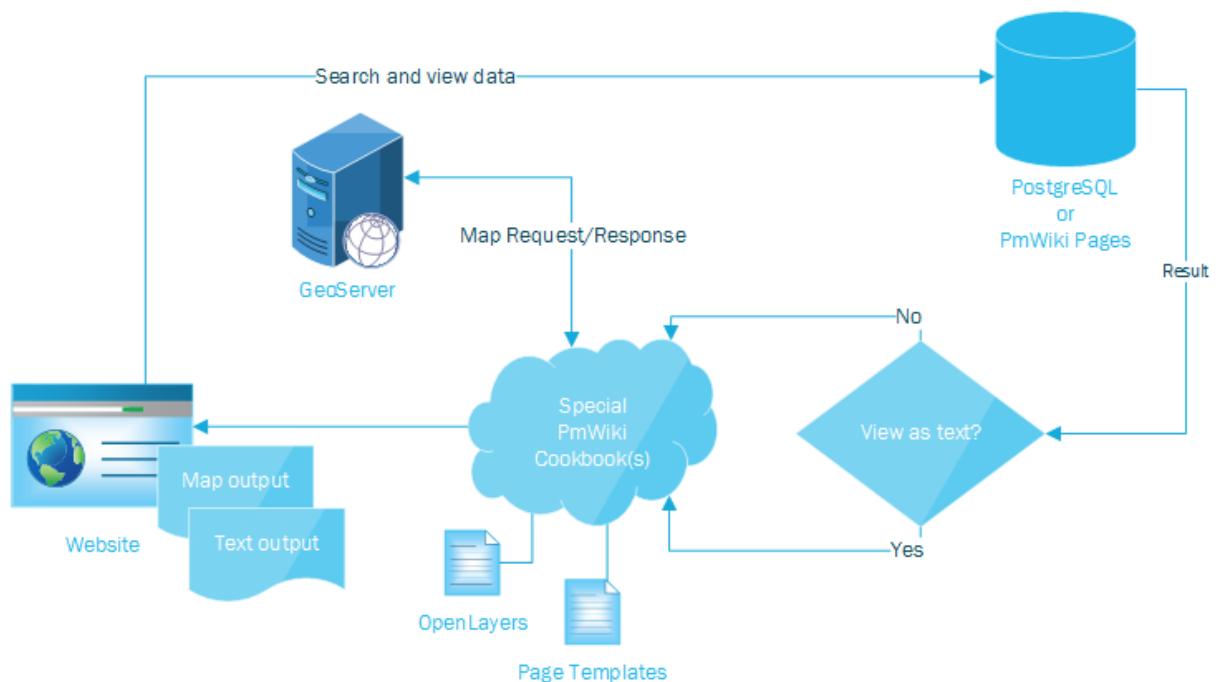 Search and view data
PostgreSQL
or
PmWiki Pages
Map Request/Response
Result
GeoServer
No
Special
PmWiki
Cookbook(s)
View as text?
Map output
Website
Text output
Yes
OpenLayers
Page Templates